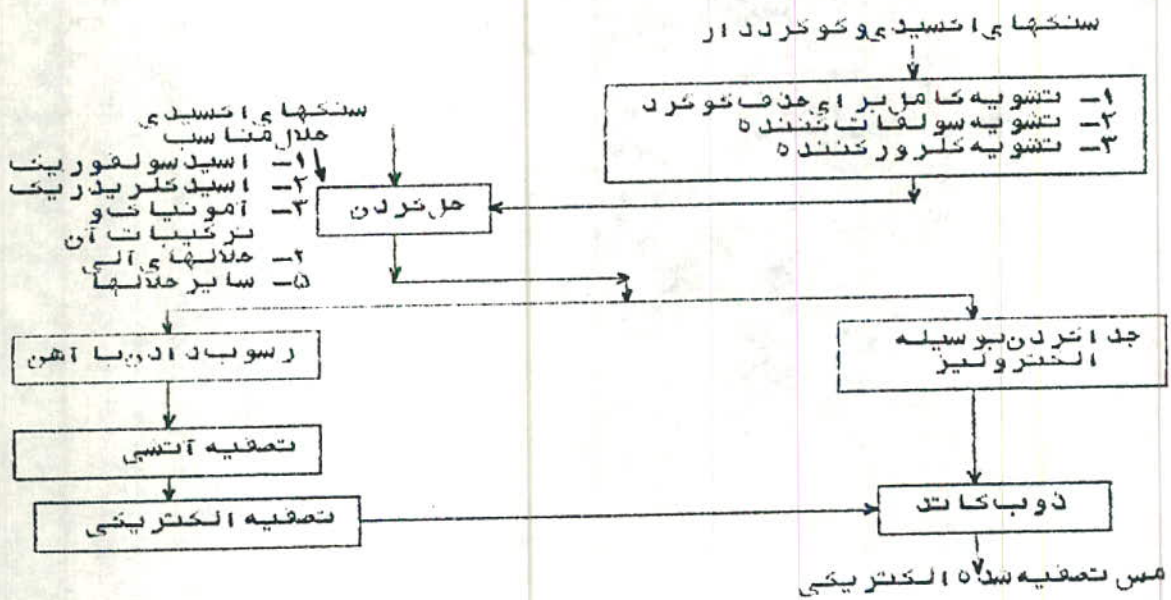 سنگهای اکسیدی و گوگرددار
۱- تشویه کامل برای حذف گوگرد
۲- تشویه سولفات کننده
۳- تشویه کلرور کننده
سنگهای اکسیدی
حلال مناسب
۱- اسید سولفوریک
۲- اسید کلریدریک
۳- آمونیاک و
ترکیبات آن
۴- حلالهای آلی
۵- سایر حلالها
حل کردن
جدا کردن بوسیله
الکترولیز
رسوب دادن با آهن
تصفیه آتشی
تصفیه الکتریکی
ذوب کاتد
مس تصفیه شده الکتریکی